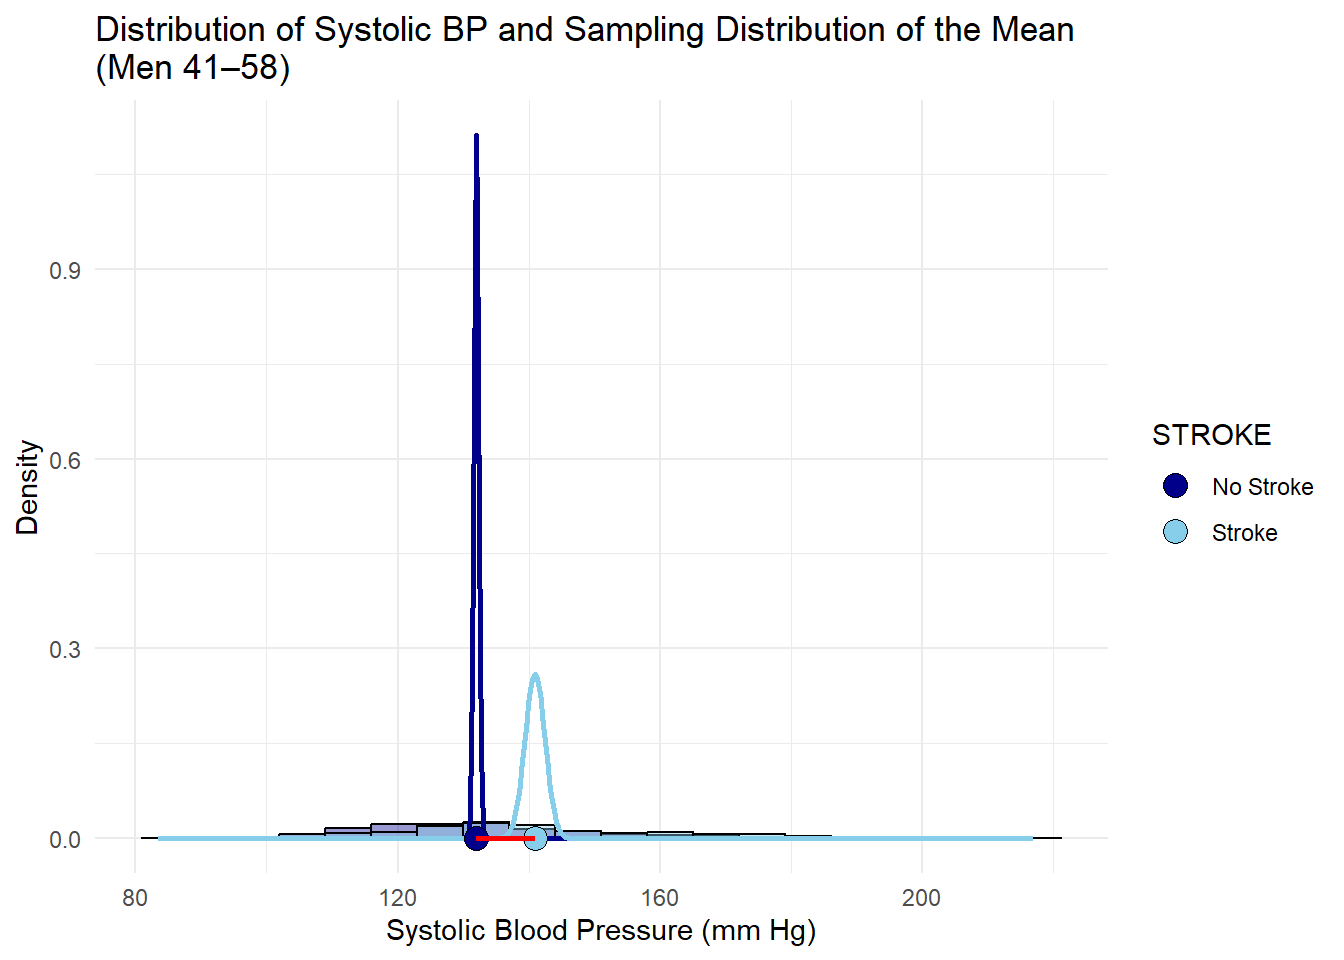 Distribution of Systolic BP and Sampling Distribution of the Mean
(Men 41–58)
Density
0.9
0.6
0.3
0.0
80
120
160
200
Systolic Blood Pressure (mm Hg)
STROKE
No Stroke
Stroke